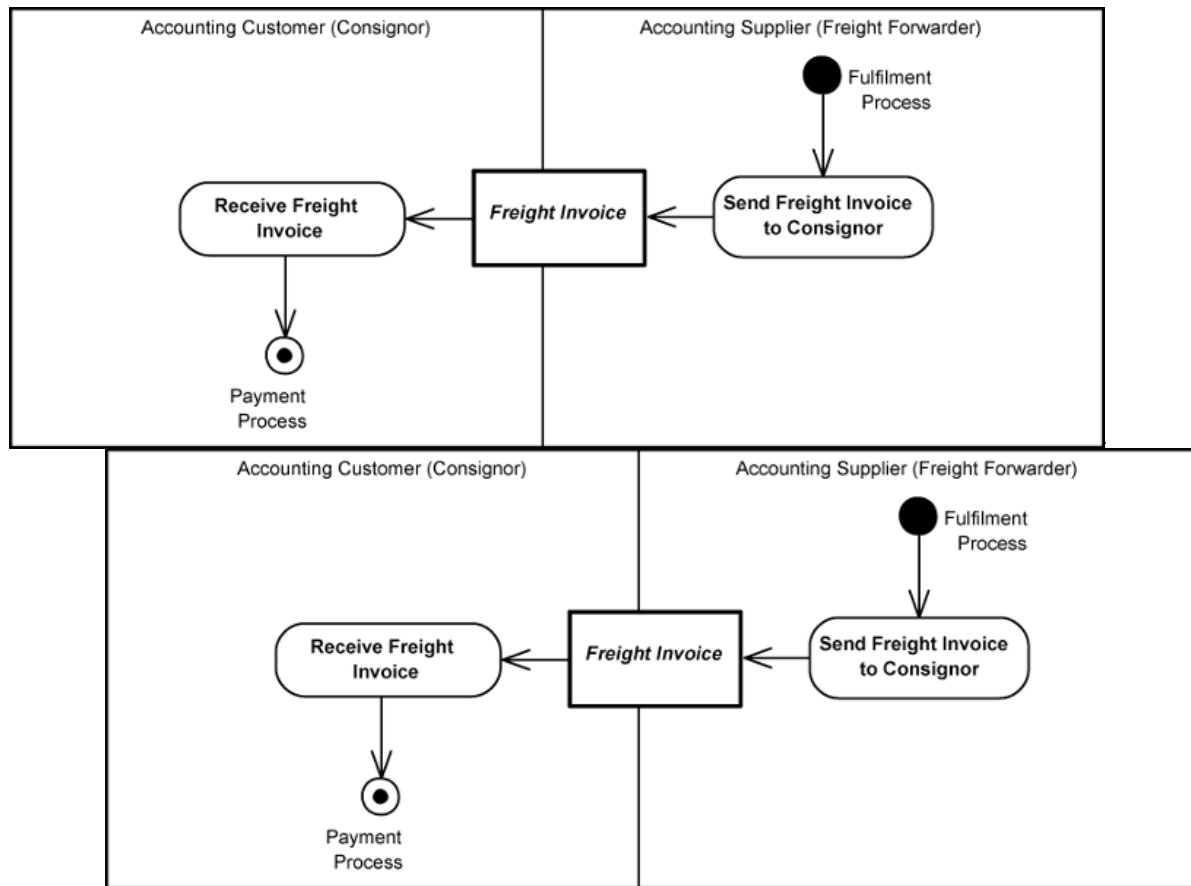 Accounting Customer (Consignor)
Accounting Supplier (Freight Forwarder)
Fulfilment
Process
Receive Freight
Invoice
Freight Invoice
Send Freight Invoice
to Consignor
Payment
Process
Accounting Customer (Consignor)
Accounting Supplier (Freight Forwarder)
Fulfilment
Process
Receive Freight
Invoice
Freight Invoice
Send Freight Invoice
to Consignor
Payment
Process